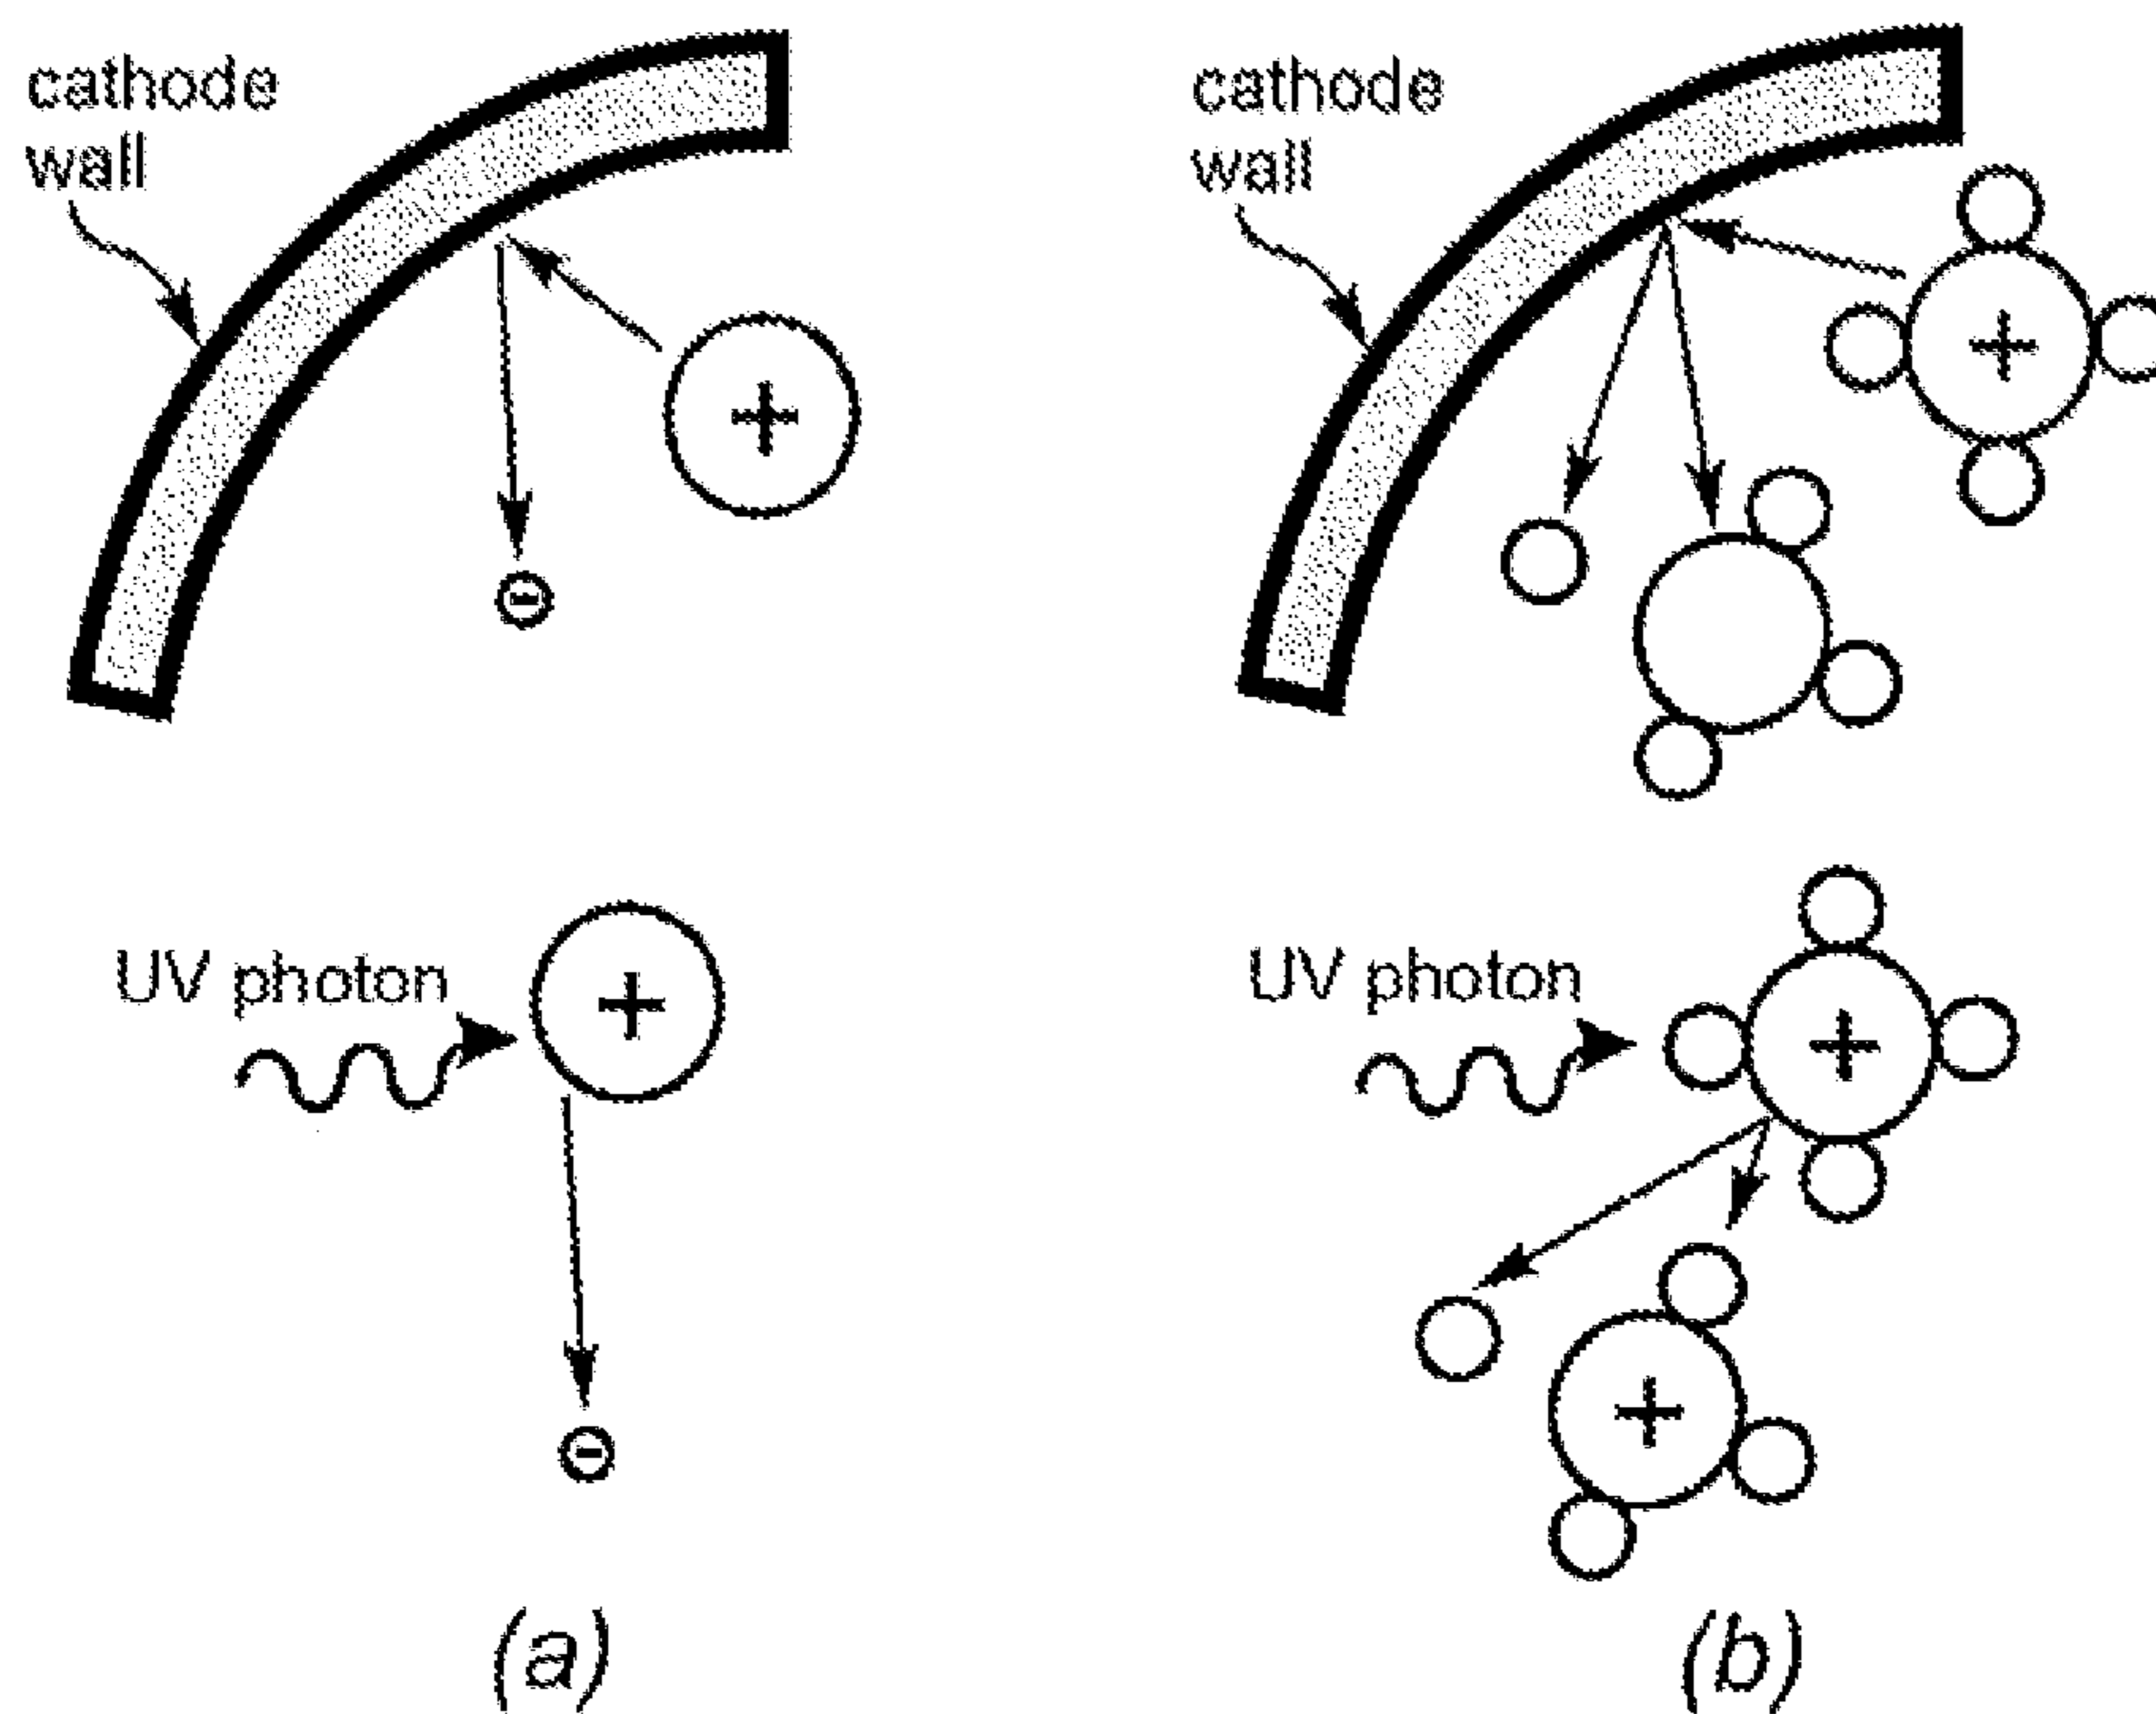 cathode
wall
cathode
wall
+
+
−
UV photon
+
UV photon
+
−
+
(a)
(b)